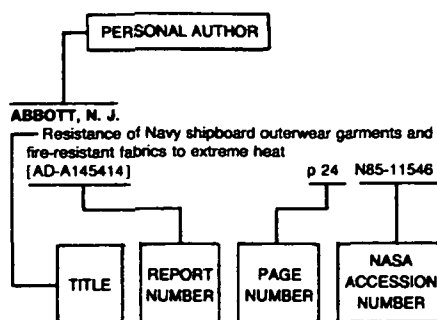 PERSONAL AUTHOR
ABBOTT, N. J.
Resistance of Navy shipboard outerwear garments and
fire-resistant fabrics to extreme heat
[AD-A145414] p 24 N85-11546
TITLE
REPORT
NUMBER
PAGE
NUMBER
NASA
ACCESSION
NUMBER